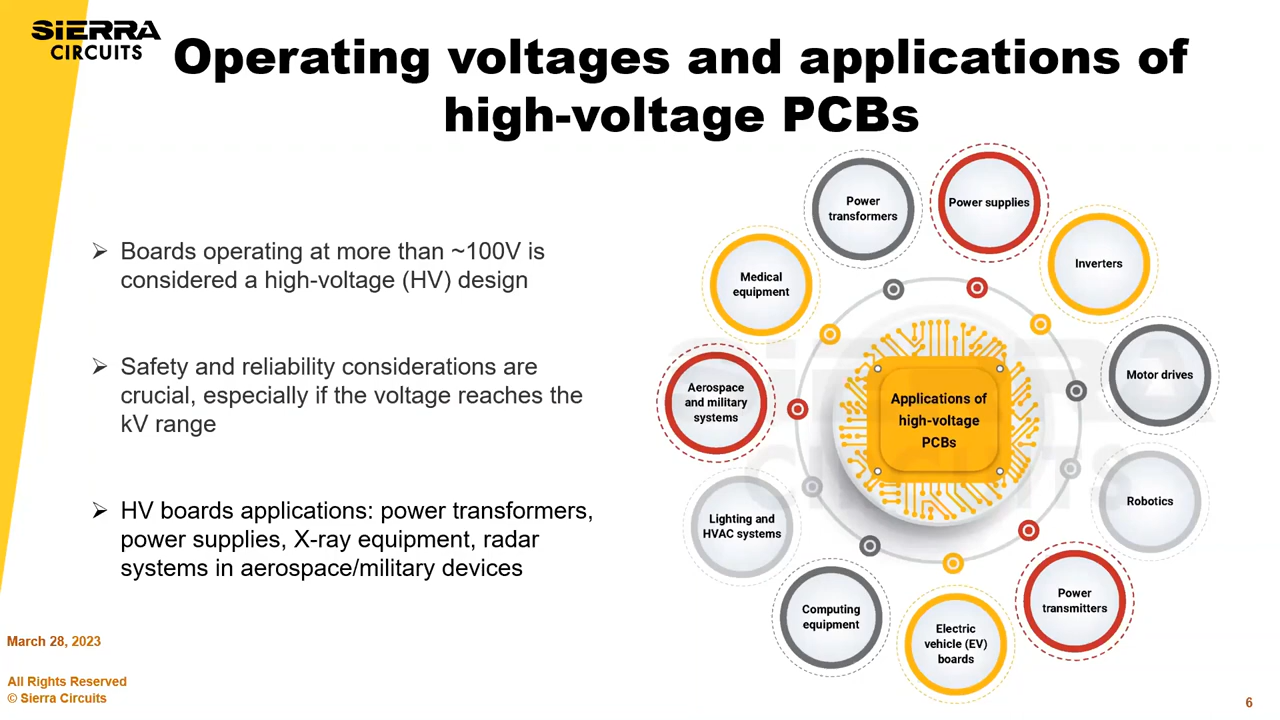 SIERRA
CIRCUITS
Operating voltages and applications of
high-voltage PCBs
➢ Boards operating at more than ~100V is
considered a high-voltage (HV) design
➢ Safety and reliability considerations are
crucial, especially if the voltage reaches the
kV range
➢ HV boards applications: power transformers,
power supplies, X-ray equipment, radar
systems in aerospace/military devices
Power
transformers
Power supplies
Inverters
Motor drives
Robotics
Power
transmitters
Electric
vehicle (EV)
boards
Computing
equipment
Lighting and
HVAC systems
Aerospace
and military
systems
Medical
equipment
Applications of
high-voltage
PCBs
SIERRA
CIRCUITS
March 28, 2023
All Rights Reserved
© Sierra Circuits
6